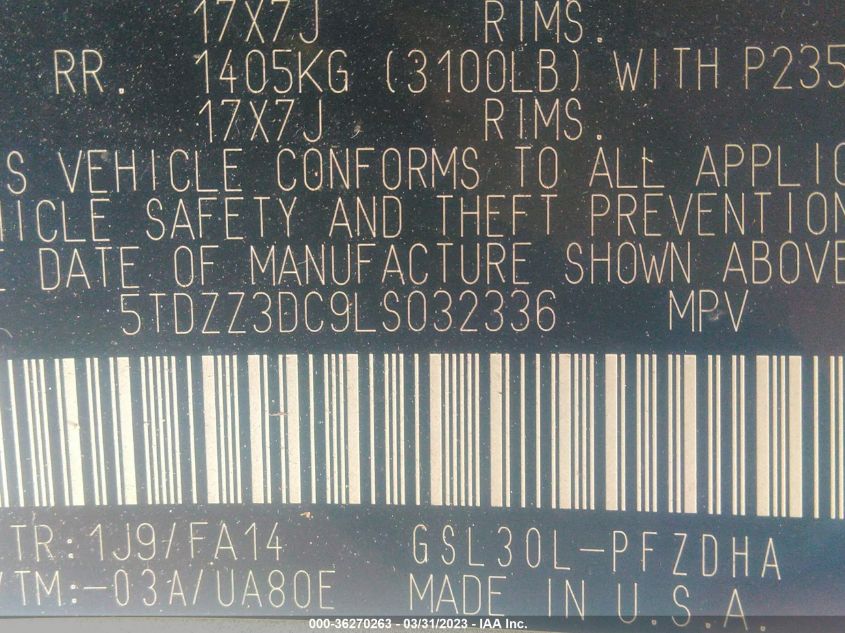 17X7J RIMS.
RR. 1405KG (3100LB) WITH P235
17X7J RIMS.
S VEHICLE CONFORMS TO ALL APPLIC
HICLE SAFETY AND THEFT PREVENTION
E DATE OF MANUFACTURE SHOWN ABOVE
5TDZZ3DC9LS032336 MPV
TR:1J9/FA14 GSL30L-PFZDHA
/TM:-03A/UA80E MADE IN U.S.A.
000-36270263 - 03/31/2023 - IAA Inc.